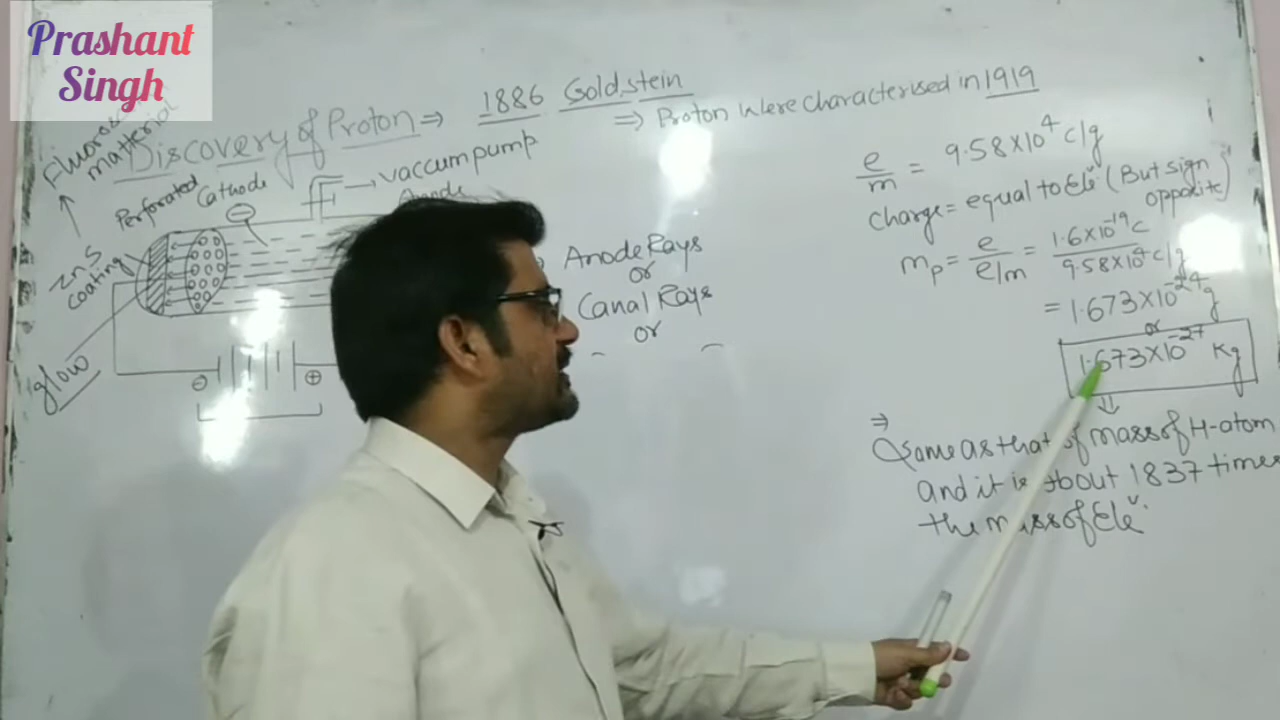 Prashant
Singh
Discovery of Proton ⇒ 1886 Goldstein
⇒ Proton were characterised in 1919
matterial
Perforated
Cathode
vaccum pump
Anode
ZnS
coating
glow
Anode Rays
or
Canal Rays
or
e/m = 9.58×10⁴ c/g
charge = equal to Ele (But sign
opposite)
mp = e/e/m = 1.6×10⁻¹⁹ c / 9.58×10⁴ c/g
= 1.673×10⁻²⁴ g
or
1.673×10⁻²⁷ Kg
⇒ Same as that of mass of H-atom
and it is about 1837 times
the mass of Ele